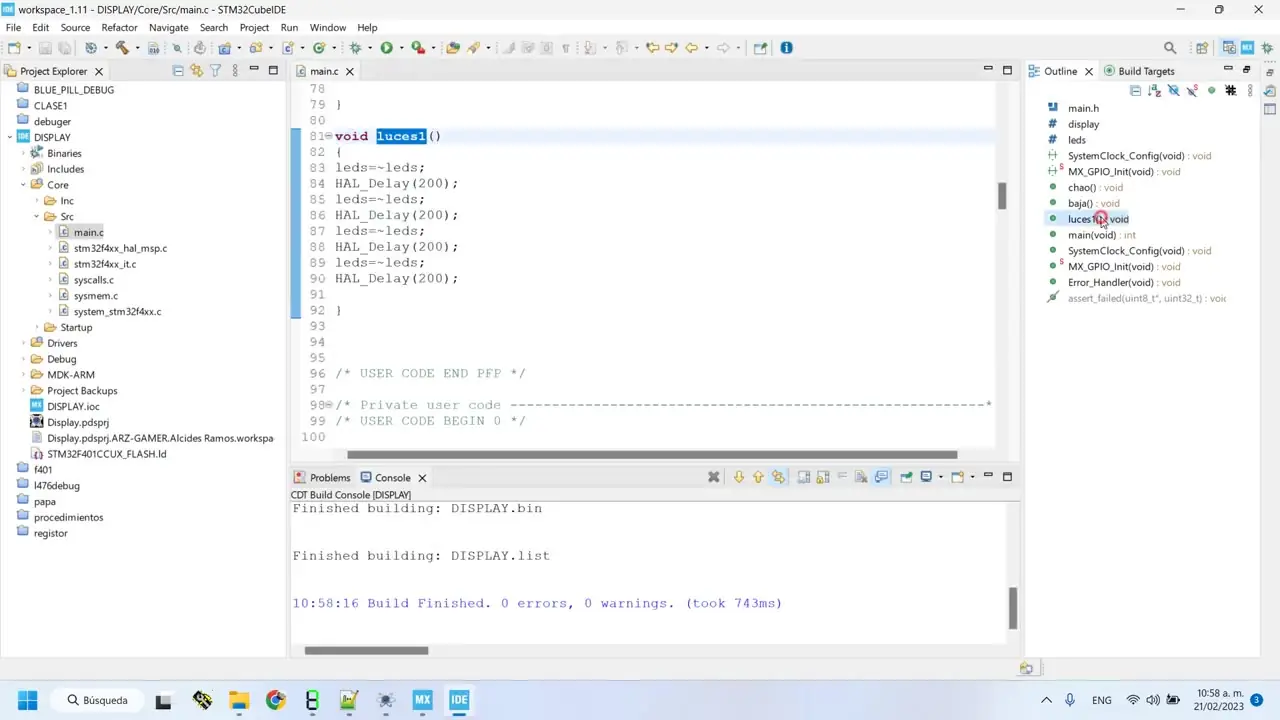 workspace_1.11 - DISPLAY/Core/Src/main.c - STM32CubeIDE
File Edit Source Refactor Navigate Search Project Run Window Help
Project Explorer
BLUE_PILL_DEBUG
CLASE1
debuger
DISPLAY
Binaries
Includes
Core
Inc
Src
main.c
stm32f4xx_hal_msp.c
stm32f4xx_it.c
syscalls.c
sysmem.c
system_stm32f4xx.c
Startup
Drivers
Debug
MDK-ARM
Project Backups
DISPLAY.ioc
Display.pdsprj
Display.pdsprj.ARZ-GAMER.Alcides Ramos.workspa
STM32F401CCUX_FLASH.ld
f401
l476debug
papa
procedimientos
registor
main.c
78
79 }
80
81 void luces1()
82 {
83 leds=~leds;
84 HAL_Delay(200);
85 leds=~leds;
86 HAL_Delay(200);
87 leds=~leds;
88 HAL_Delay(200);
89 leds=~leds;
90 HAL_Delay(200);
91
92 }
93
94
95
96 /* USER CODE END PFP */
97
98 /* Private user code ---------------------------------------------------------*
99 /* USER CODE BEGIN 0 */
100
Problems Console
CDT Build Console [DISPLAY]
Finished building: DISPLAY.bin
Finished building: DISPLAY.list
10:58:16 Build Finished. 0 errors, 0 warnings. (took 743ms)
Outline Build Targets
main.h
display
leds
SystemClock_Config(void) : void
MX_GPIO_Init(void) : void
chao() : void
baja() : void
luces1() : void
main(void) : int
SystemClock_Config(void) : void
MX_GPIO_Init(void) : void
Error_Handler(void) : void
assert_failed(uint8_t*, uint32_t) : voic
Búsqueda
MX
IDE
ENG
10:58 a. m.
21/02/2023
3